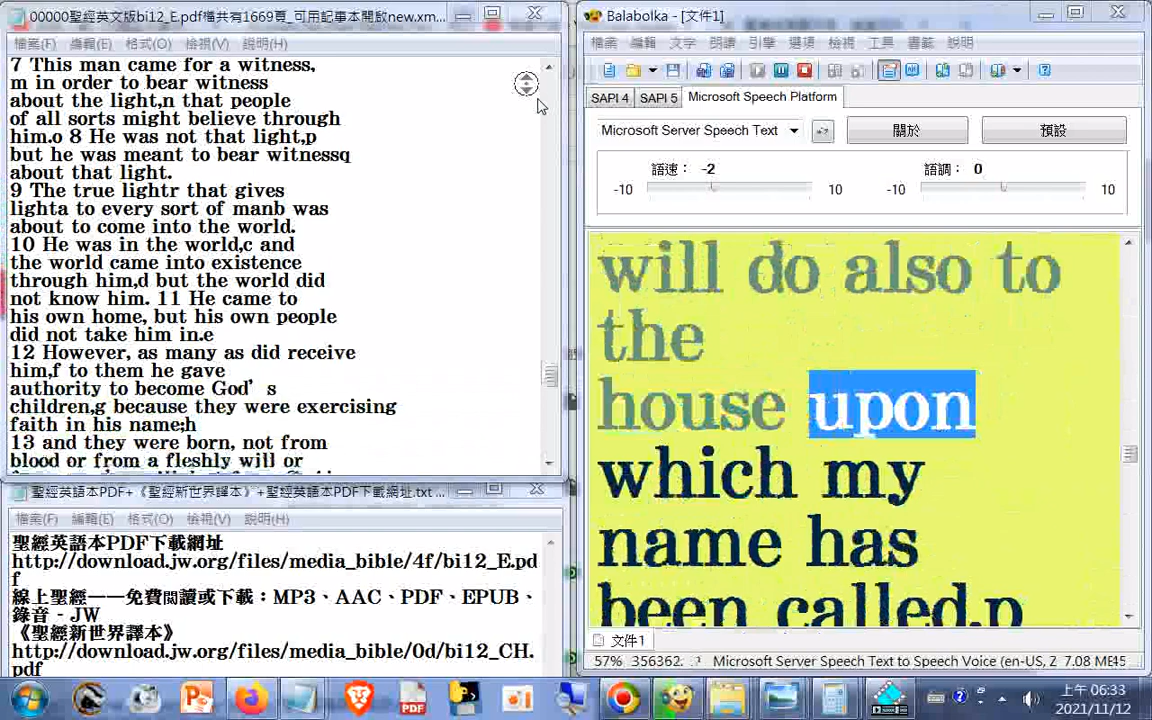 00000聖經英文版bi12_E.pdf檔共有1669頁_可用記事本開啟new.xm...
檔案(F) 編輯(E) 格式(O) 檢視(V) 說明(H)
7 This man came for a witness,
m in order to bear witness
about the light,n that people
of all sorts might believe through
him.o 8 He was not that light,p
but he was meant to bear witnessq
about that light.
9 The true lightr that gives
lighta to every sort of manb was
about to come into the world.
10 He was in the world,c and
the world came into existence
through him,d but the world did
not know him. 11 He came to
his own home, but his own people
did not take him in.e
12 However, as many as did receive
him,f to them he gave
authority to become God’s
children,g because they were exercising
faith in his name;h
13 and they were born, not from
blood or from a fleshly will or
聖經英語本PDF+《聖經新世界譯本》+聖經英語本PDF下載網址.txt ...
檔案(F) 編輯(E) 格式(O) 檢視(V) 說明(H)
聖經英語本PDF下載網址
http://download.jw.org/files/media_bible/4f/bi12_E.pd
f
線上聖經——免費閱讀或下載：MP3、AAC、PDF、EPUB、
錄音 - JW
《聖經新世界譯本》
http://download.jw.org/files/media_bible/0d/bi12_CH.
pdf
Balabolka - [文件1]
檔案 編輯 文字 朗讀 引擎 選項 檢視 工具 書籤 說明
SAPI 4 SAPI 5 Microsoft Speech Platform
Microsoft Server Speech Text 關於 預設
語速： -2 語調： 0
-10 10 -10 10
will do also to
the
house upon
which my
name has
been called,p
文件1
57% 356362. Microsoft Server Speech Text to Speech Voice (en-US, Z 7.08 ME45
上午 06:33
2021/11/12